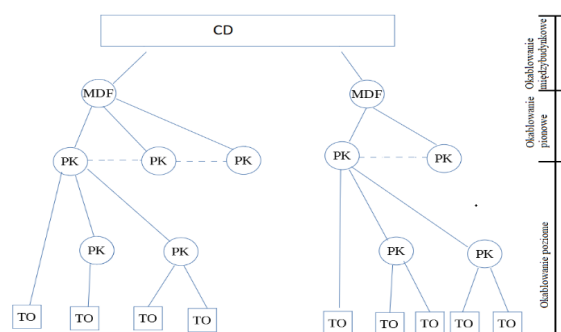 CD
MDF MDF
PK PK PK PK PK
PK PK PK PK
TO TO TO TO TO TO TO TO TO
Okablowanie
międzybudynkowe
Okablowanie
pionowe
Okablowanie poziome